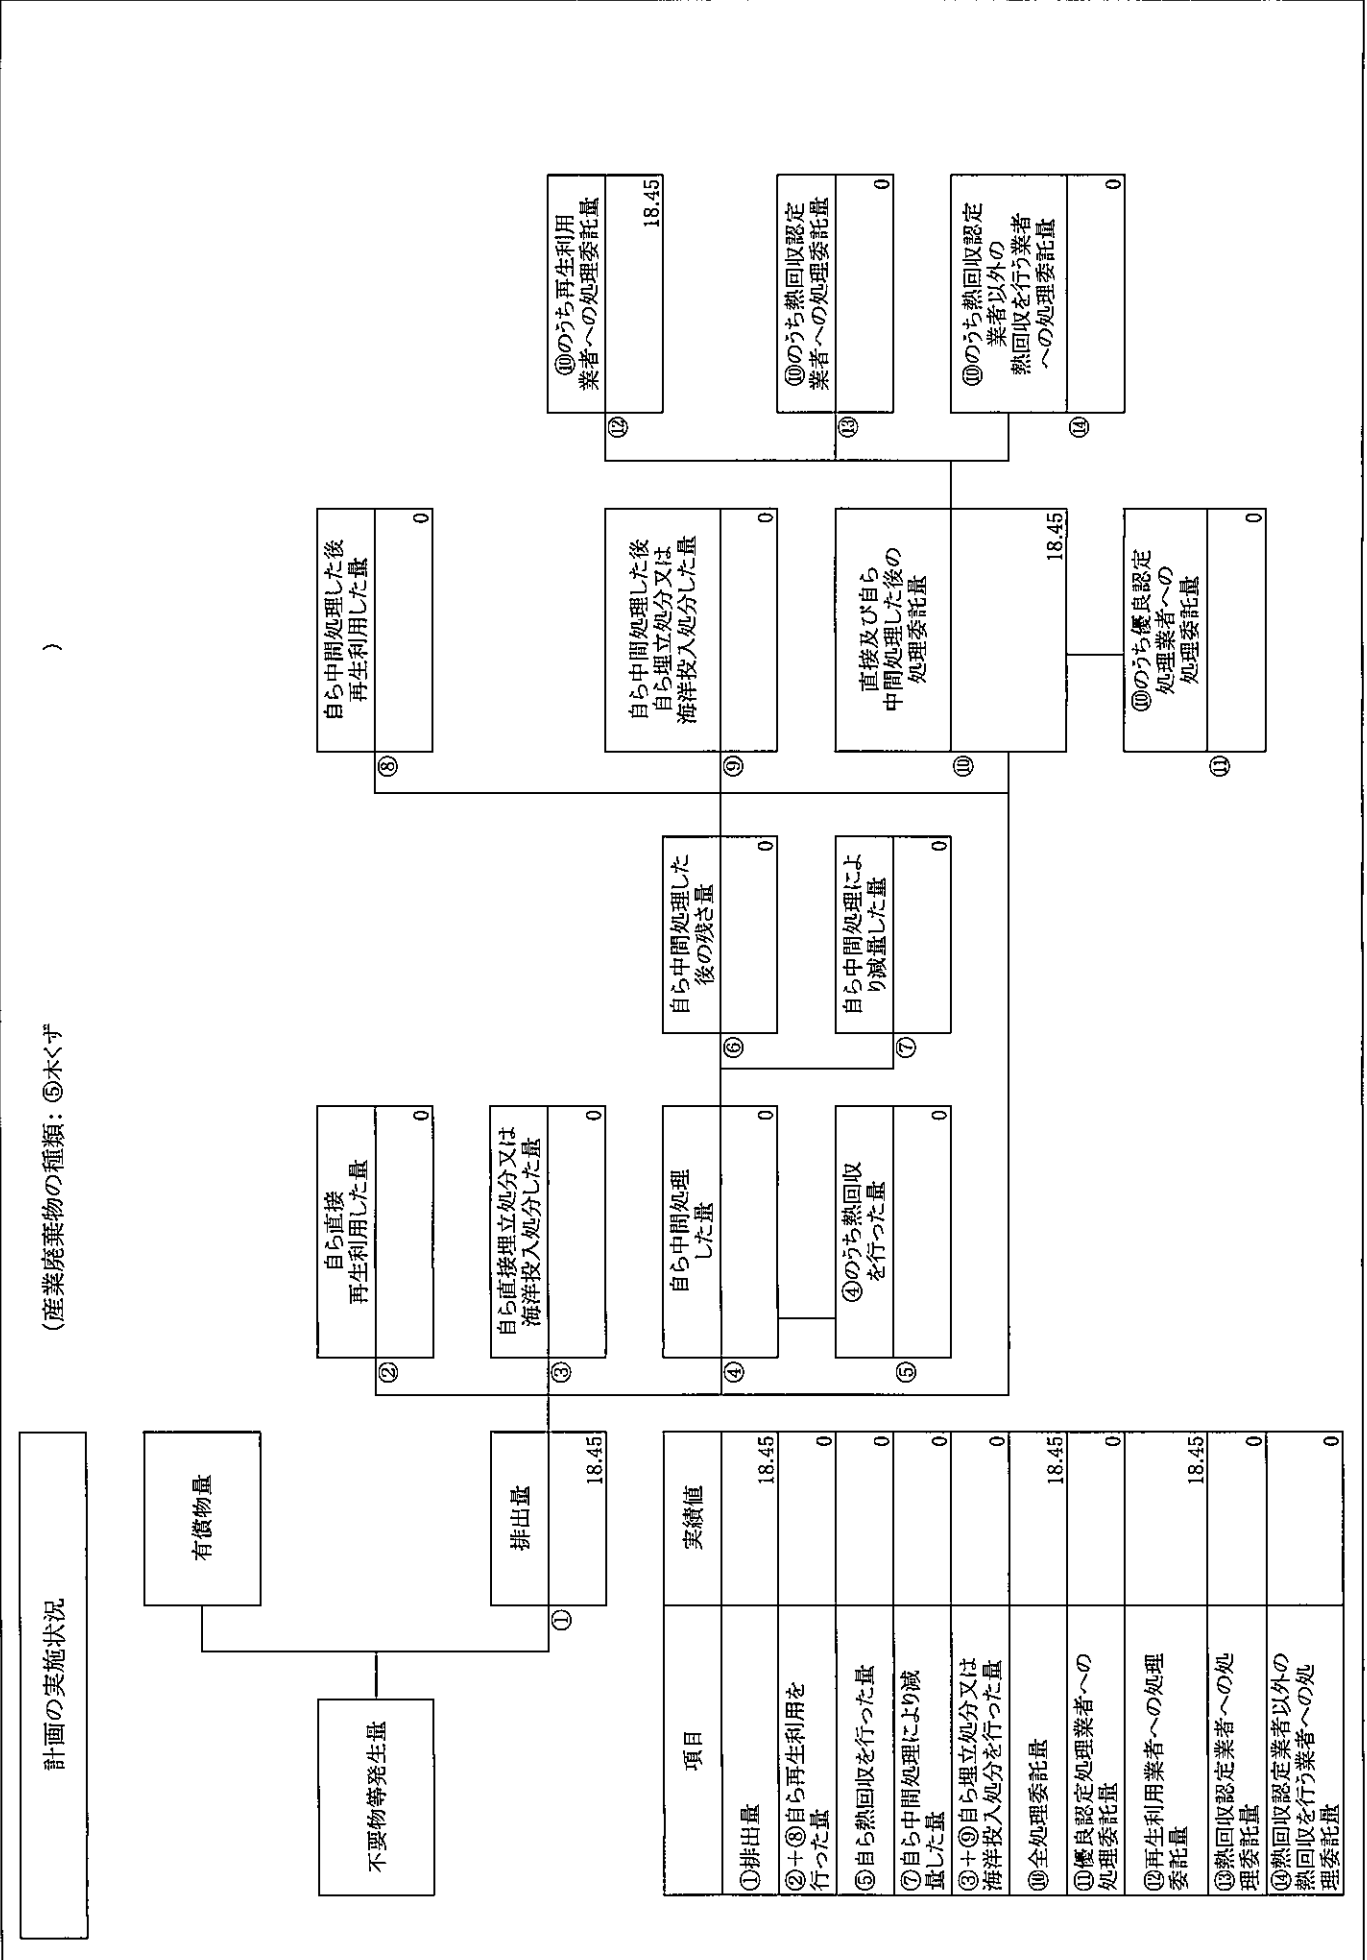 計画の実施状況
(産業廃棄物の種類: ⑤木くず
)
不要物等発生量
有償物量
①
排出量
18.45
②
自ら直接
再生利用した量
0
③
自ら直接埋立処分又は
海洋投入処分した量
0
④
自ら中間処理
した量
0
⑤
④のうち熱回収
を行った量
0
⑥
自ら中間処理した
後の残さ量
0
⑦
自ら中間処理によ
り減量した量
0
⑧
自ら中間処理した後
再生利用した量
0
⑨
自ら中間処理した後
自ら埋立処分又は
海洋投入処分した量
0
⑩
直接及び自ら
中間処理した後の
処理委託量
18.45
⑪
⑩のうち優良認定
処理業者への
処理委託量
0
⑫
⑩のうち再生利用
業者への処理委託量
18.45
⑬
⑩のうち熱回収認定
業者への処理委託量
0
⑭
⑩のうち熱回収認定
業者以外の
熱回収を行う業者
への処理委託量
0
項目 実績値
①排出量 18.45
②+⑧自ら再生利用を
行った量 0
⑤自ら熱回収を行った量 0
⑦自ら中間処理により減
量した量 0
③+⑨自ら埋立処分又は
海洋投入処分を行った量 0
⑩全処理委託量 18.45
⑪優良認定処理業者への
処理委託量 0
⑫再生利用業者への処理
委託量 18.45
⑬熱回収認定業者への処
理委託量 0
⑭熱回収認定業者以外の
熱回収を行う業者への処
理委託量 0